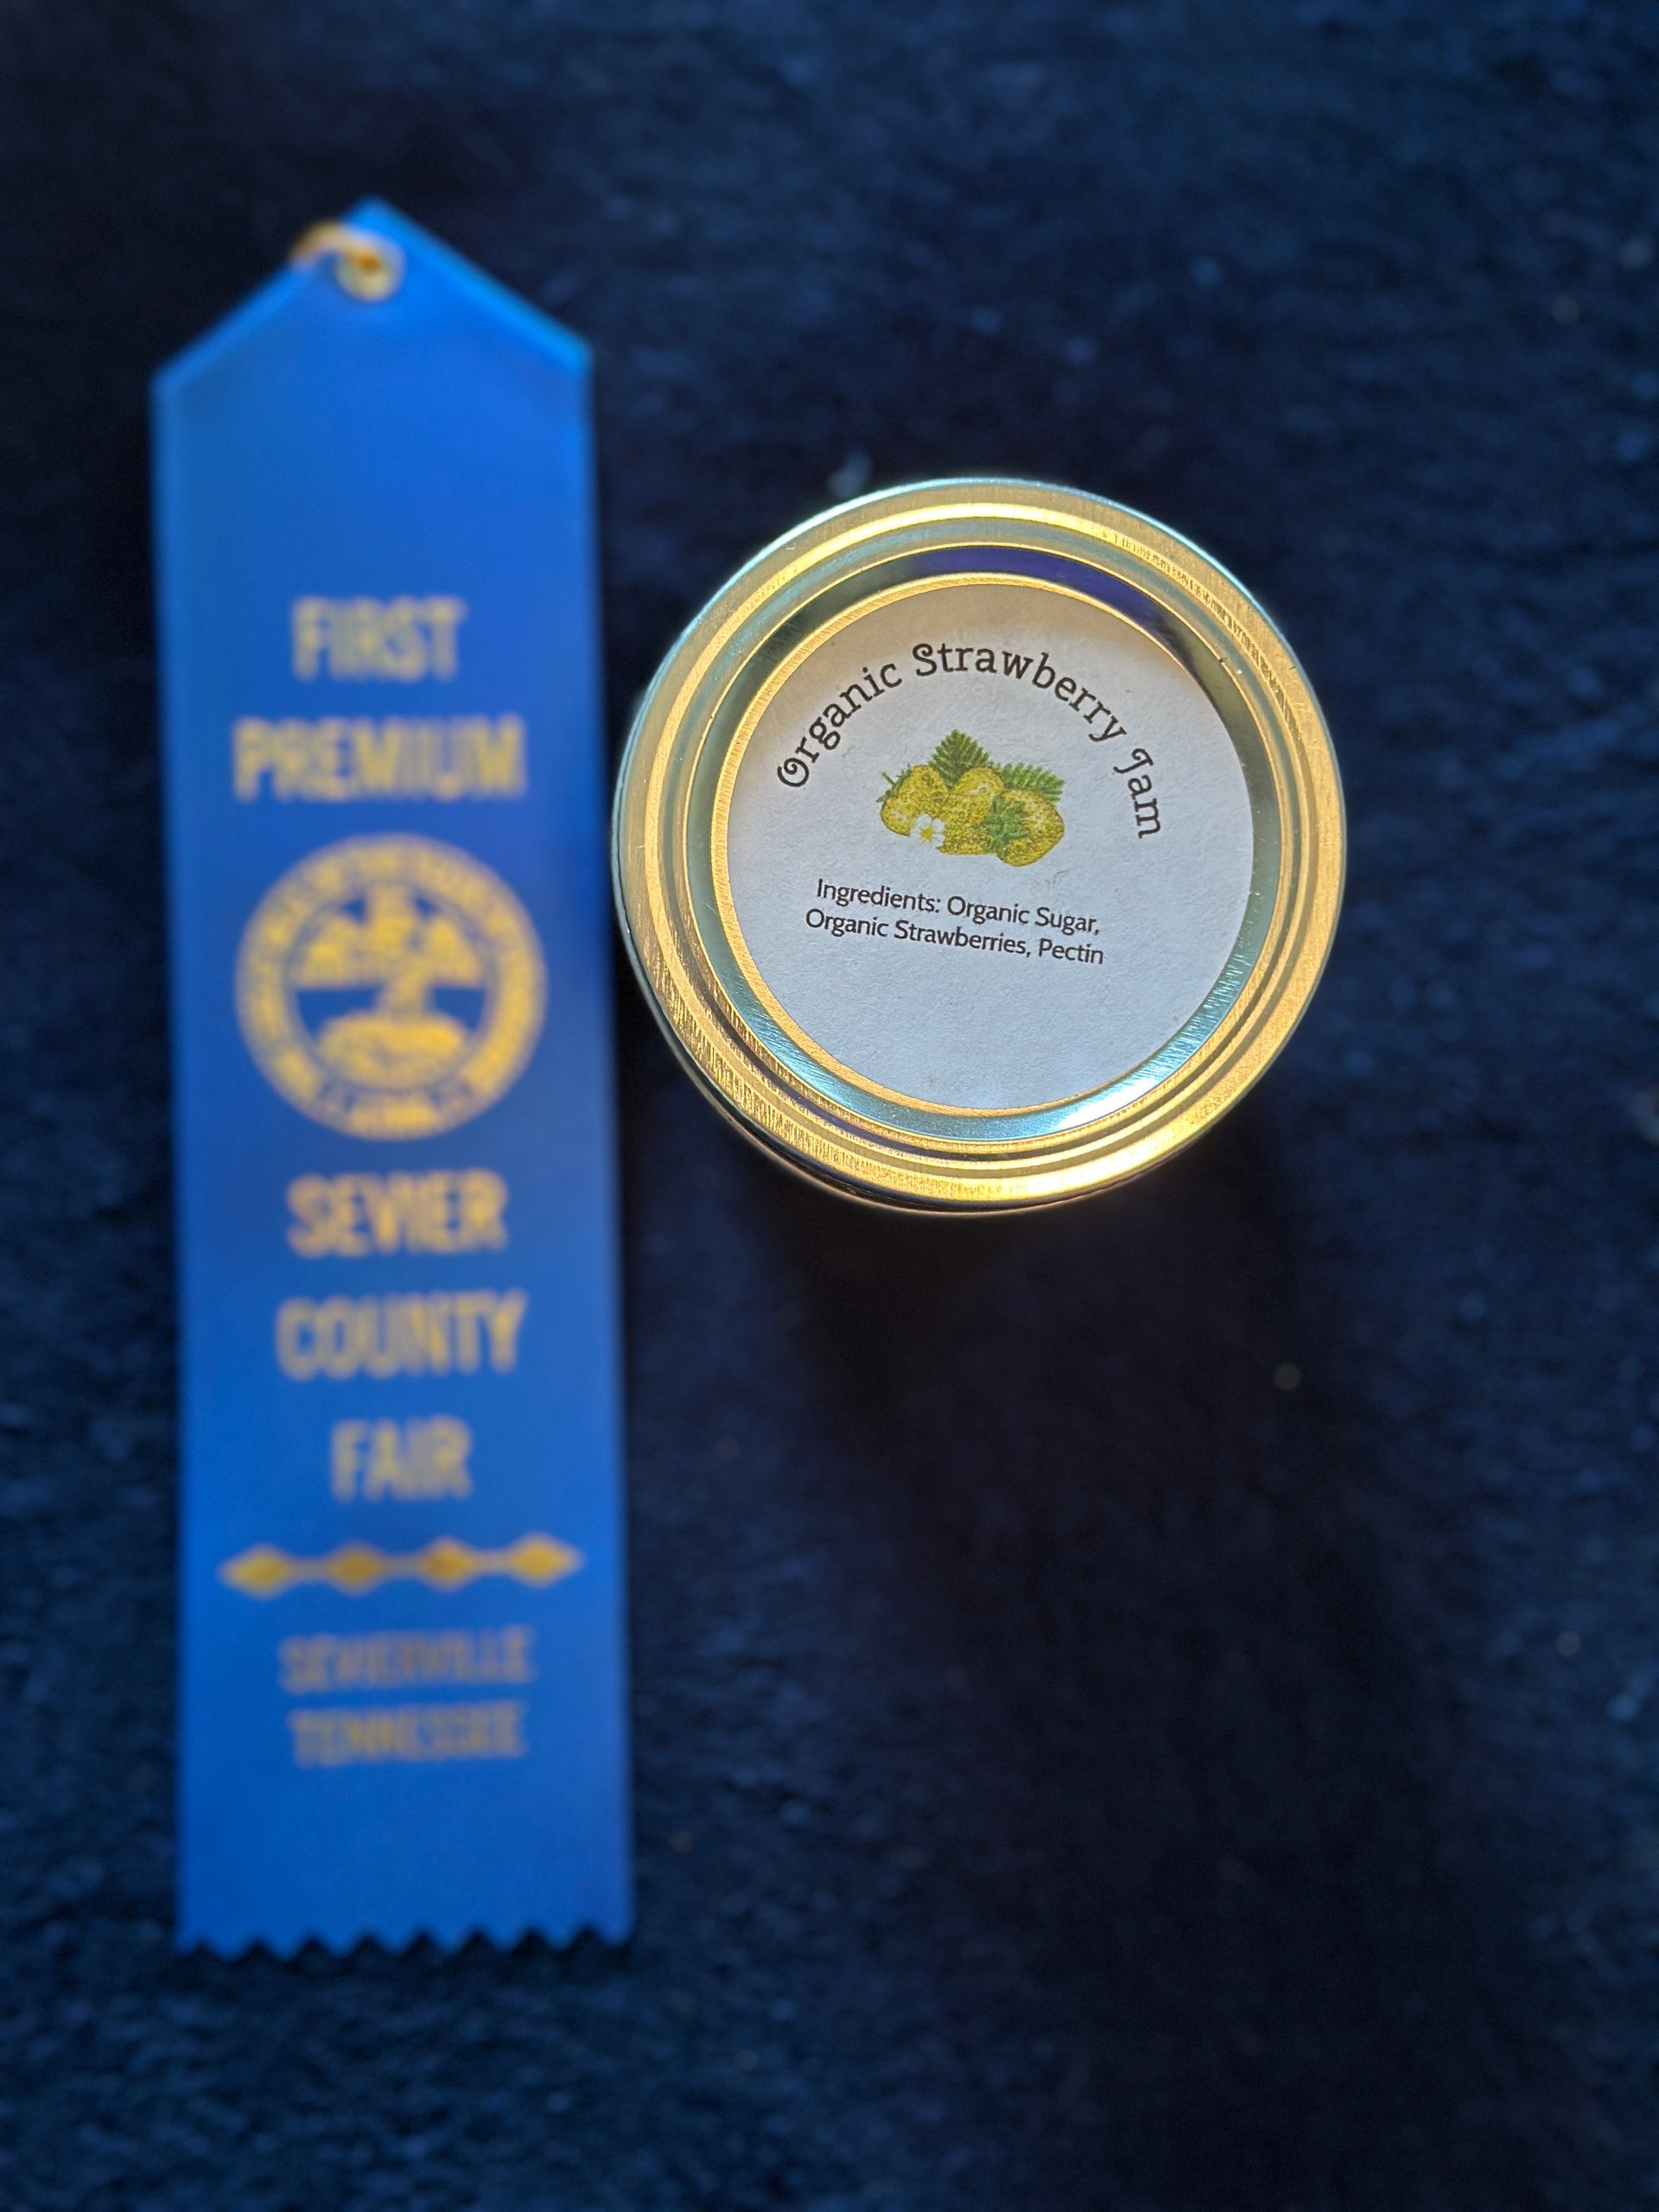 FIRST
PREMIUM
SEVIER
COUNTY
FAIR
SEVIERVILLE
TENNESSEE
Organic Strawberry Jam
Ingredients: Organic Sugar,
Organic Strawberries, Pectin